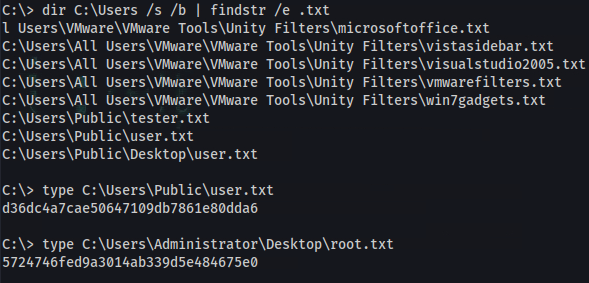 C:\> dir C:\Users /s /b | findstr /e .txt
l Users\VMware\VMware Tools\Unity Filters\microsoftoffice.txt
C:\Users\All Users\VMware\VMware Tools\Unity Filters\vistasidebar.txt
C:\Users\All Users\VMware\VMware Tools\Unity Filters\visualstudio2005.txt
C:\Users\All Users\VMware\VMware Tools\Unity Filters\vmwarefilters.txt
C:\Users\All Users\VMware\VMware Tools\Unity Filters\win7gadgets.txt
C:\Users\Public\tester.txt
C:\Users\Public\user.txt
C:\Users\Public\Desktop\user.txt
C:\> type C:\Users\Public\user.txt
d36dc4a7cae50647109db7861e80dda6
C:\> type C:\Users\Administrator\Desktop\root.txt
5724746fed9a3014ab339d5e484675e0